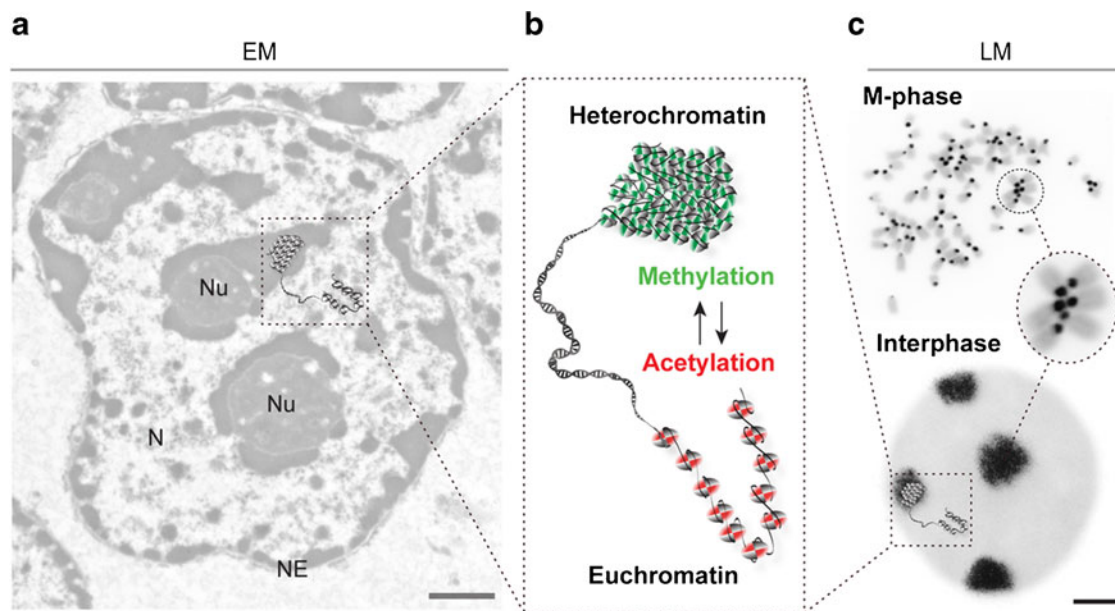 a
EM
Nu
Nu
N
NE
b
Heterochromatin
Methylation
Acetylation
Euchromatin
c
LM
M-phase
Interphase